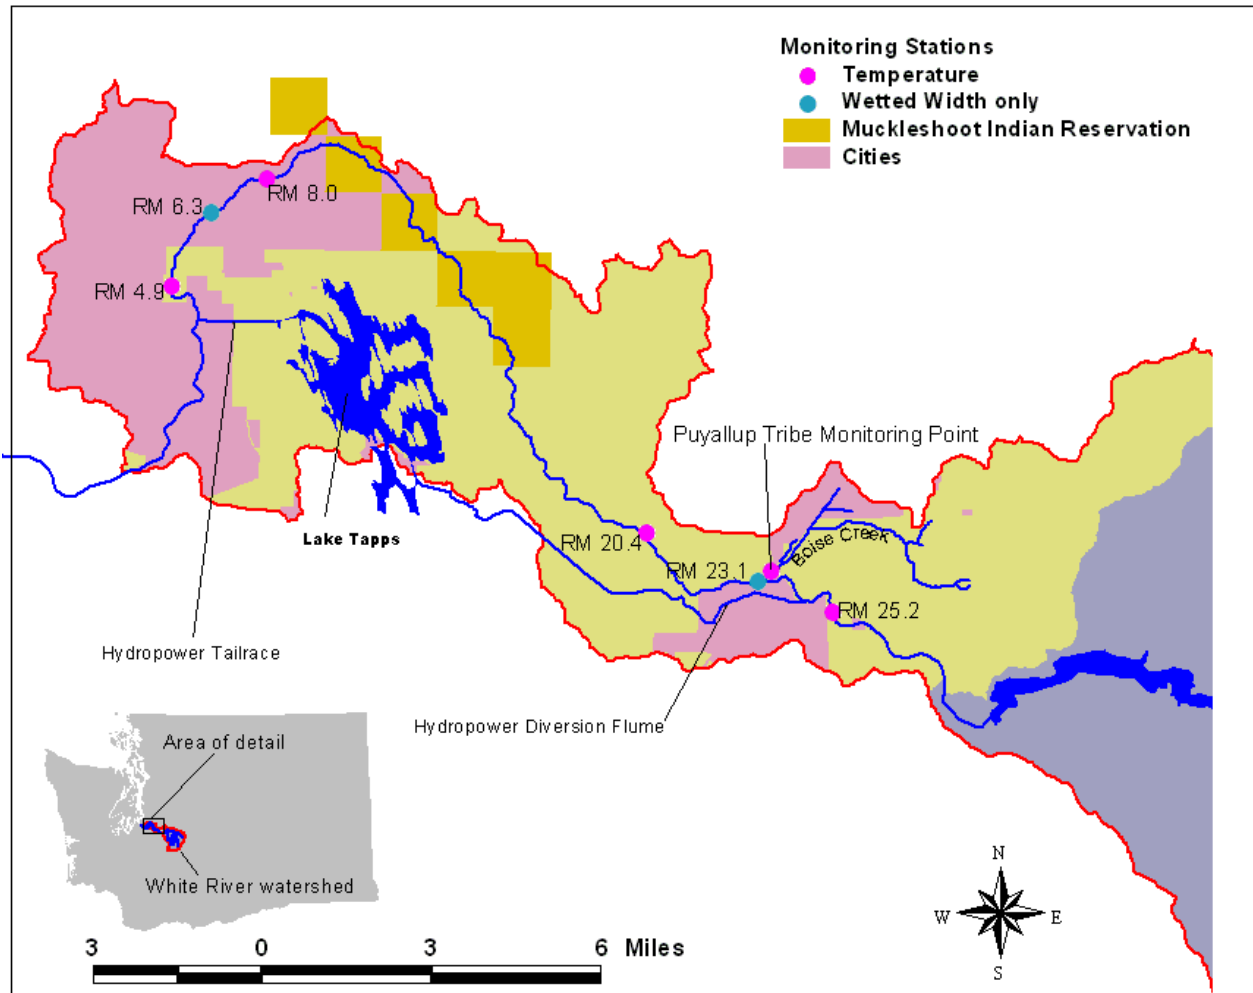 Monitoring Stations
Temperature
Wetted Width only
Muckleshoot Indian Reservation
Cities
RM 8.0
RM 6.3
RM 4.9
Puyallup Tribe Monitoring Point
Lake Tapps
RM 20.4
Boise Creek
RM 23.1
RM 25.2
Hydropower Tailrace
Hydropower Diversion Flume
Area of detail
White River watershed
N
W E
S
3 0 3 6 Miles